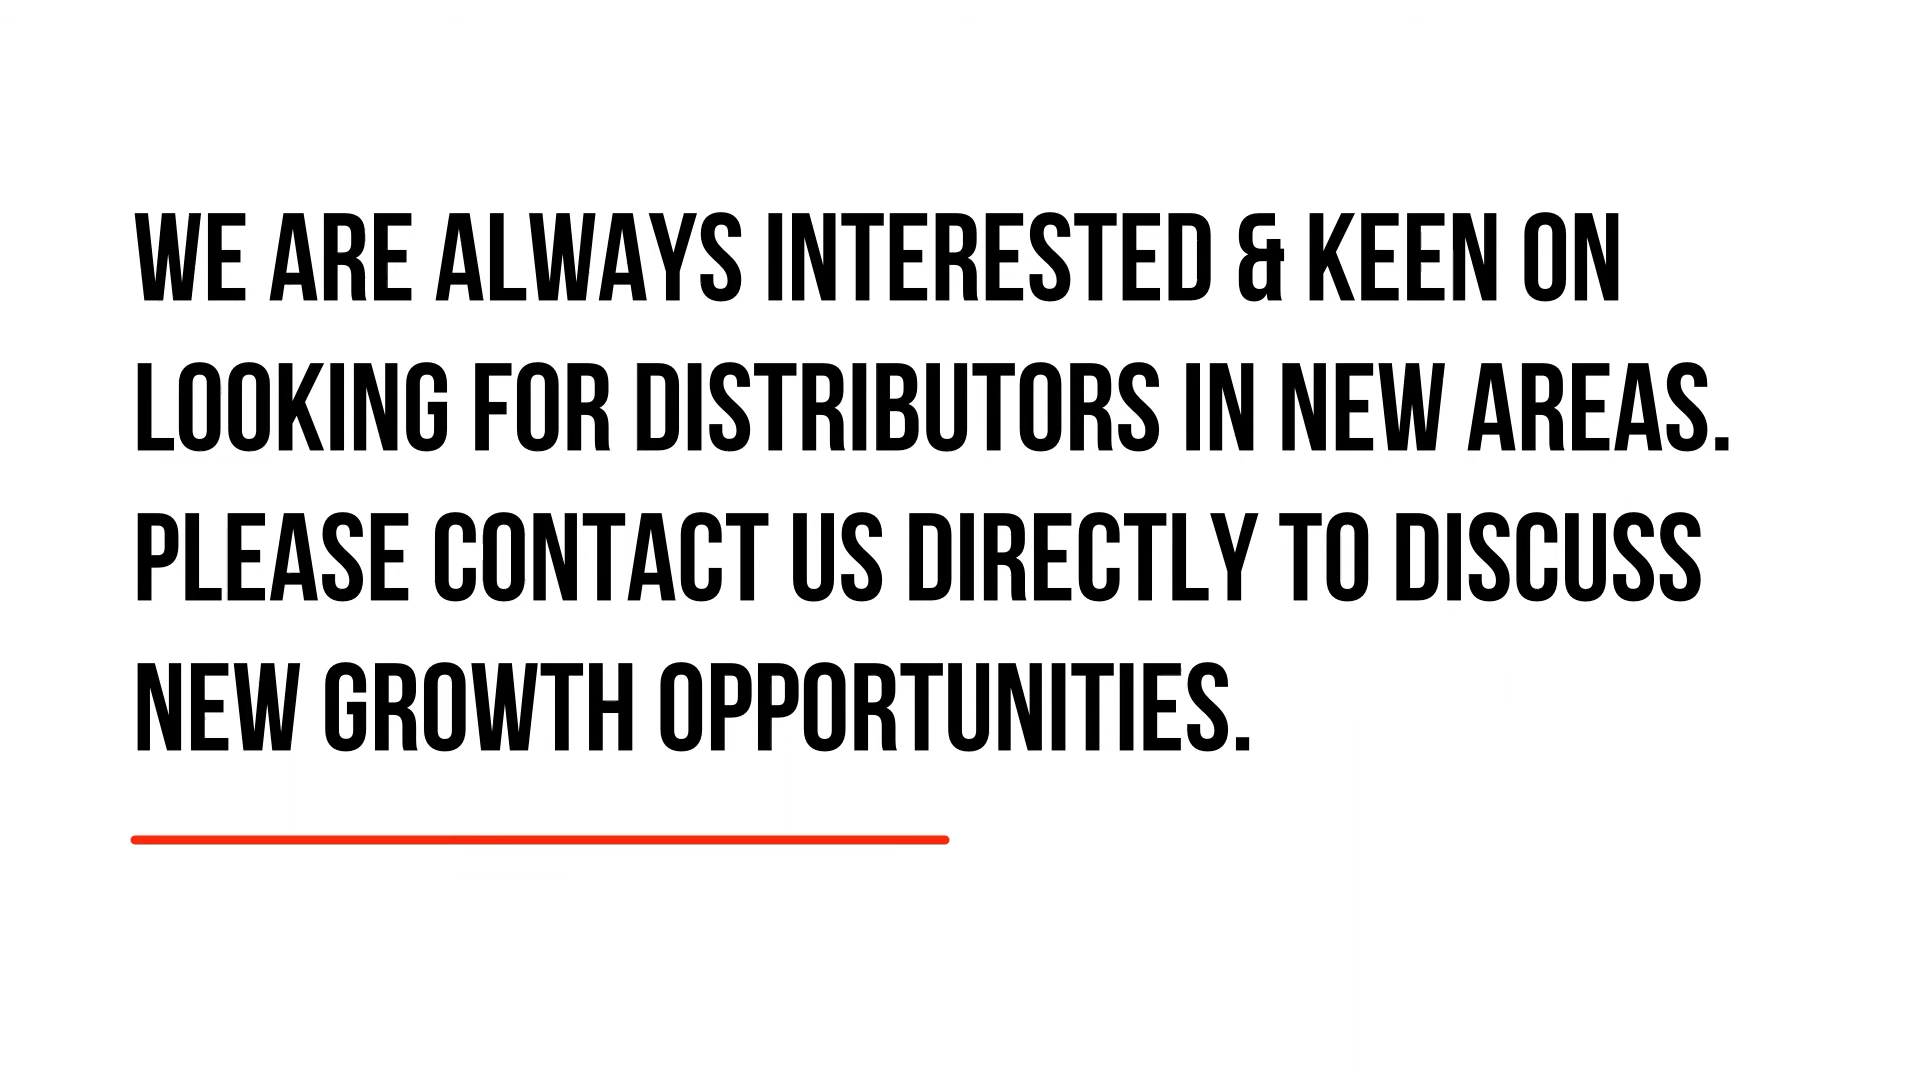 WE ARE ALWAYS INTERESTED & KEEN ON
LOOKING FOR DISTRIBUTORS IN NEW AREAS.
PLEASE CONTACT US DIRECTLY TO DISCUSS
NEW GROWTH OPPORTUNITIES.